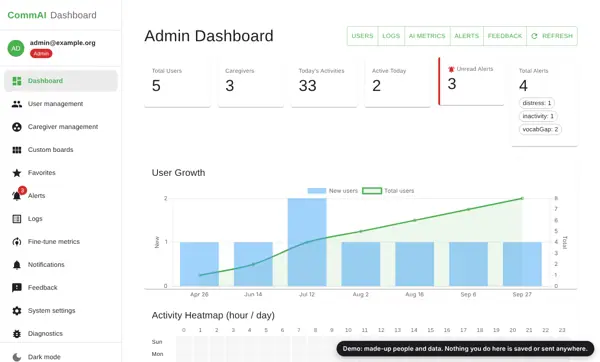 CommAI Dashboard
AD
admin@example.org
Admin
Dashboard
User management
Caregiver management
Custom boards
Favorites
2
Alerts
Logs
Fine-tune metrics
Notifications
Feedback
System settings
Diagnostics
Dark mode
Admin Dashboard
USERS LOGS AI METRICS ALERTS FEEDBACK REFRESH
Total Users
5
Caregivers
3
Today's Activities
33
Active Today
2
Unread Alerts
3
Total Alerts
4
distress: 1
inactivity: 1
vocabGap: 2
User Growth
New users Total users
2 8
7
6
5
New 1 4 Total
3
2
1
0 0
Apr 26 Jun 14 Jul 12 Aug 2 Aug 16 Sep 6 Sep 27
Activity Heatmap (hour / day)
0 1 2 3 4 5 6 7 8 9 10 11 12 13 14 15 16 17 18 19 20 21 22 23
Sun
Mon
Demo: made-up people and data. Nothing you do here is saved or sent anywhere.